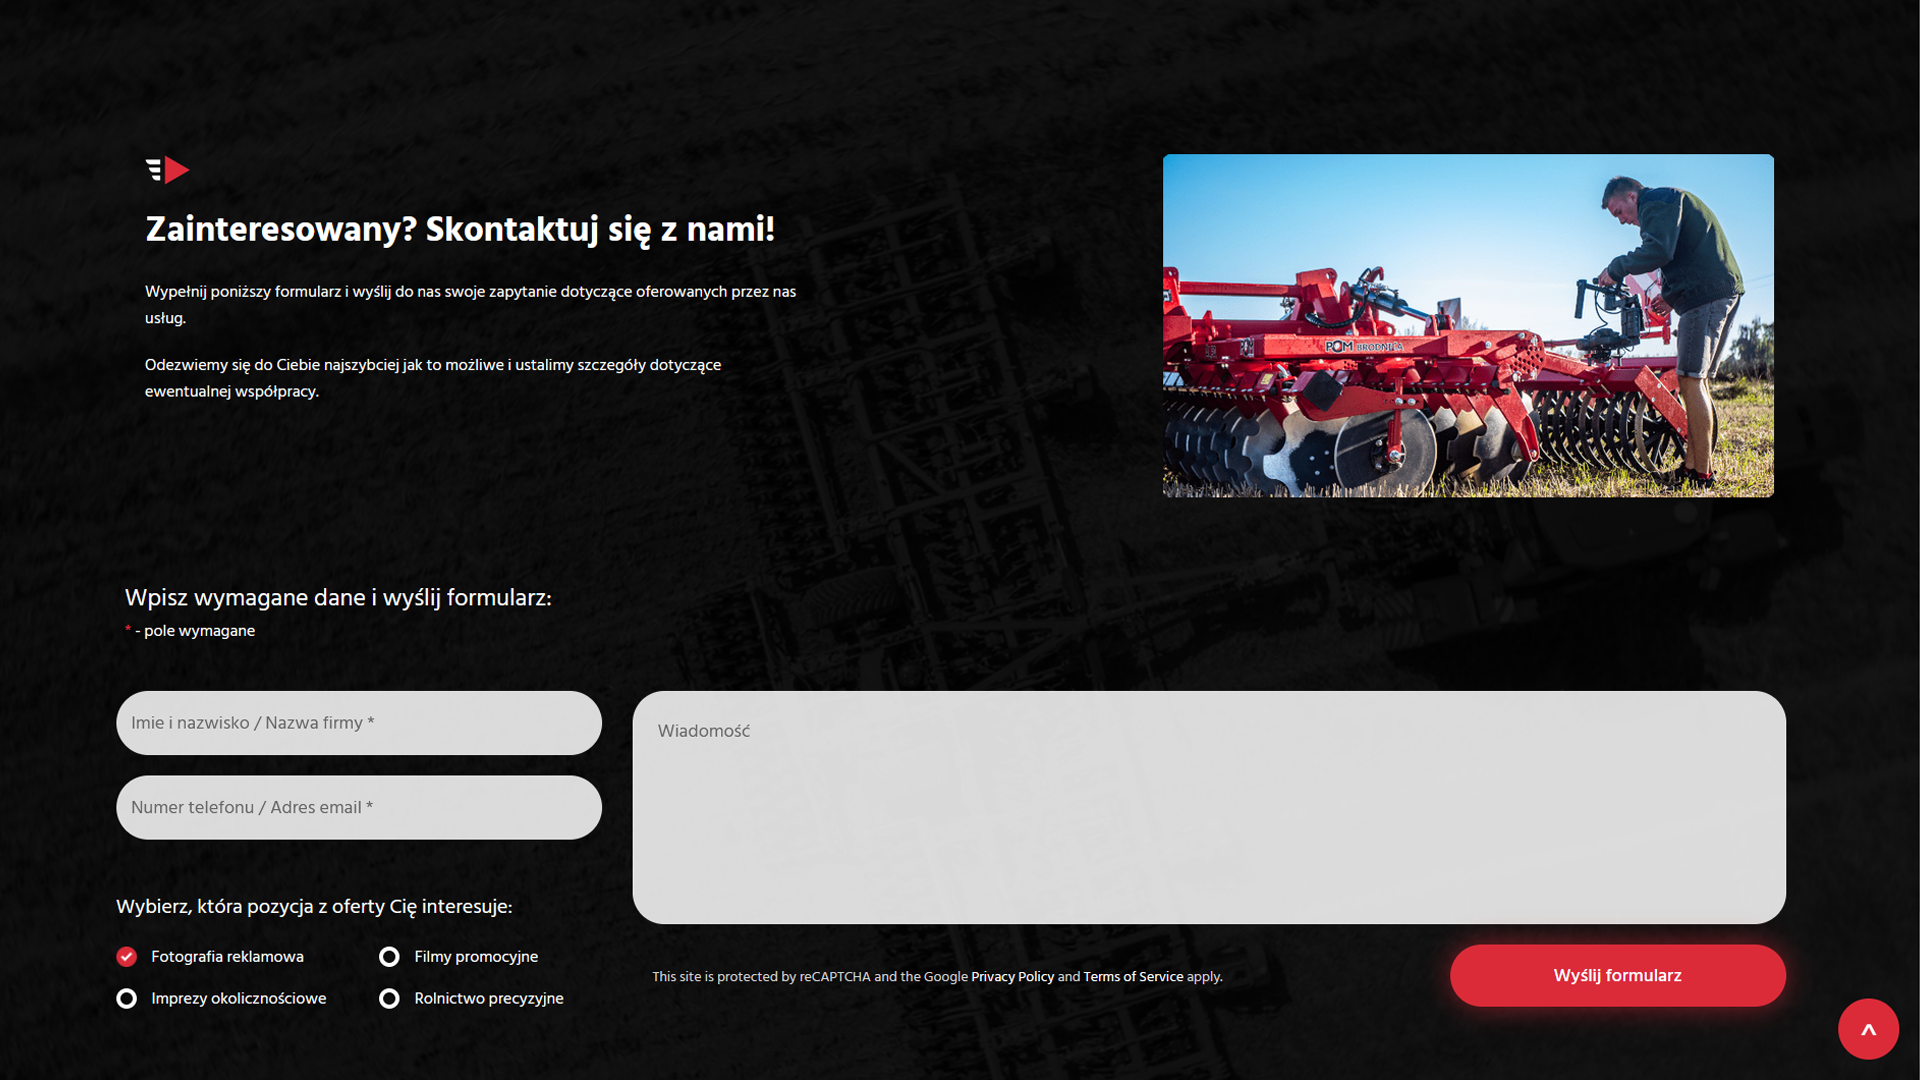 Zainteresowany? Skontaktuj się z nami!
Wypełnij poniższy formularz i wyślij do nas swoje zapytanie dotyczące oferowanych przez nas
usług.
Odezwiemy się do Ciebie najszybciej jak to możliwe i ustalimy szczegóły dotyczące
ewentualnej współpracy.
POM BRODNICA
Wpisz wymagane dane i wyślij formularz:
* - pole wymagane
Imie i nazwisko / Nazwa firmy *
Wiadomość
Numer telefonu / Adres email *
Wybierz, która pozycja z oferty Cię interesuje:
Fotografia reklamowa
Filmy promocyjne
Imprezy okolicznościowe
Rolnictwo precyzyjne
This site is protected by reCAPTCHA and the Google Privacy Policy and Terms of Service apply.
Wyślij formularz
^